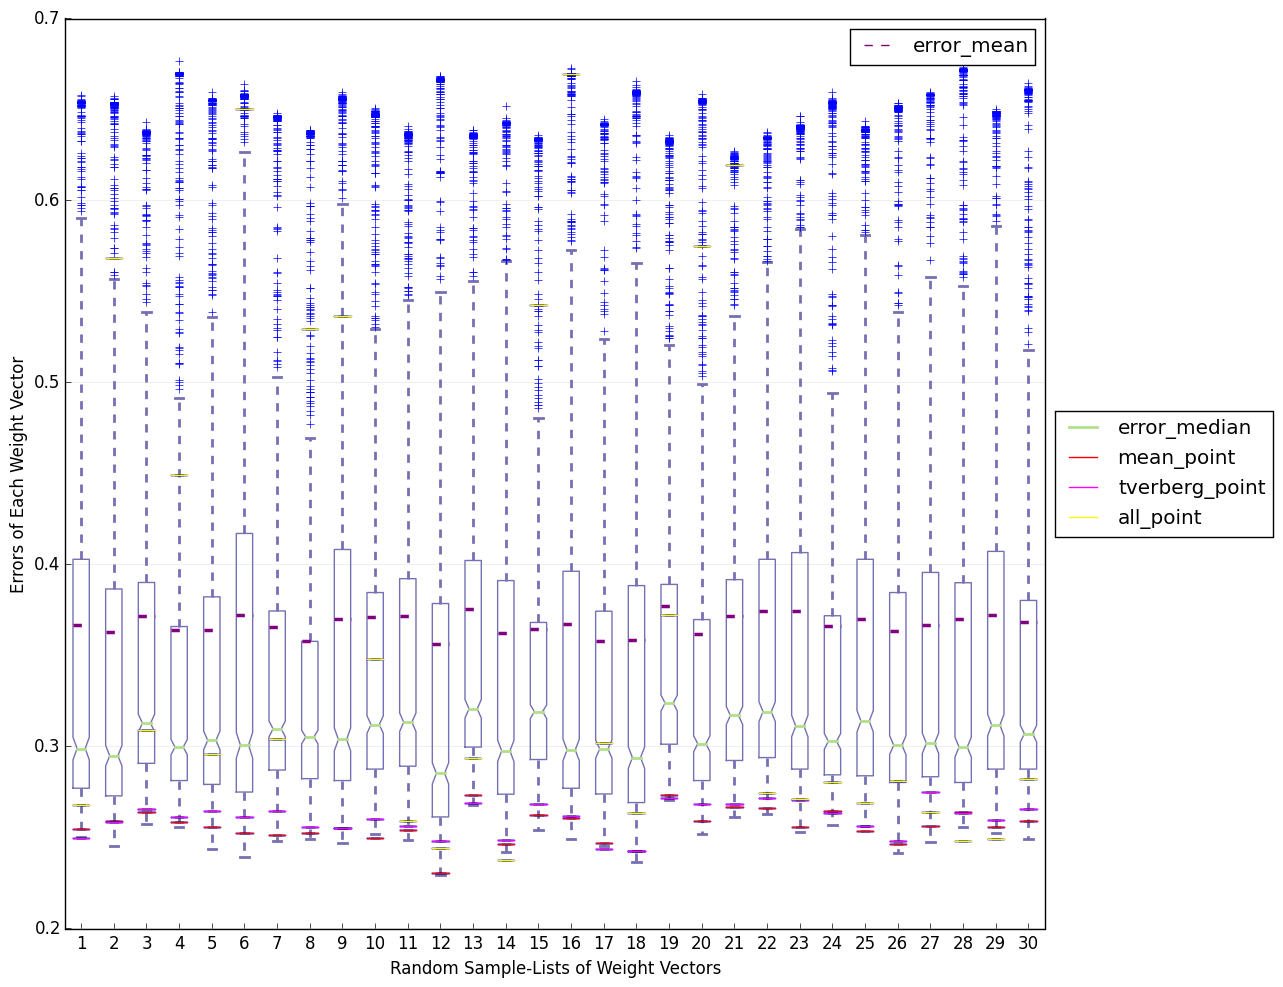 0.7
0.6
0.5
0.4
0.3
0.2
Errors of Each Weight Vector
1 2 3 4 5 6 7 8 9 10 11 12 13 14 15 16 17 18 19 20 21 22 23 24 25 26 27 28 29 30
Random Sample-Lists of Weight Vectors
error_mean
error_median
mean_point
tverberg_point
all_point